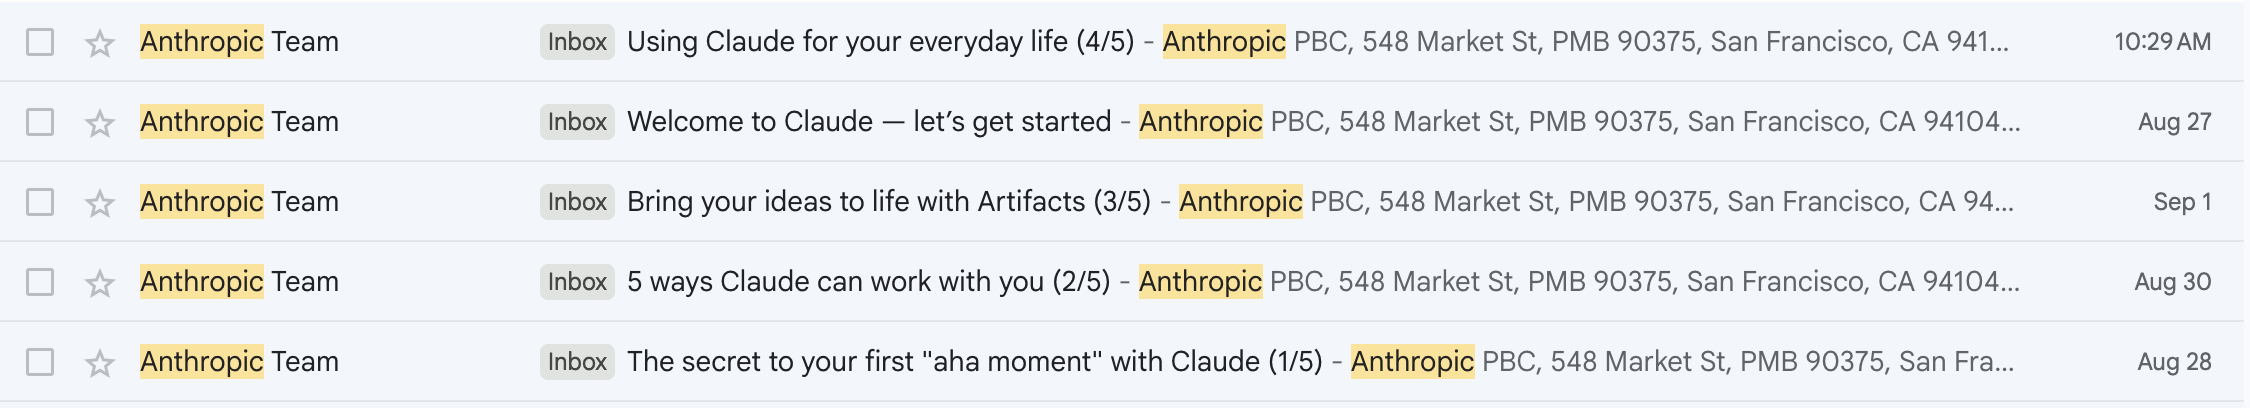 Anthropic Team Inbox Using Claude for your everyday life (4/5) - Anthropic PBC, 548 Market St, PMB 90375, San Francisco, CA 941... 10:29 AM
Anthropic Team Inbox Welcome to Claude — let’s get started - Anthropic PBC, 548 Market St, PMB 90375, San Francisco, CA 94104... Aug 27
Anthropic Team Inbox Bring your ideas to life with Artifacts (3/5) - Anthropic PBC, 548 Market St, PMB 90375, San Francisco, CA 94... Sep 1
Anthropic Team Inbox 5 ways Claude can work with you (2/5) - Anthropic PBC, 548 Market St, PMB 90375, San Francisco, CA 94104... Aug 30
Anthropic Team Inbox The secret to your first "aha moment" with Claude (1/5) - Anthropic PBC, 548 Market St, PMB 90375, San Fra... Aug 28